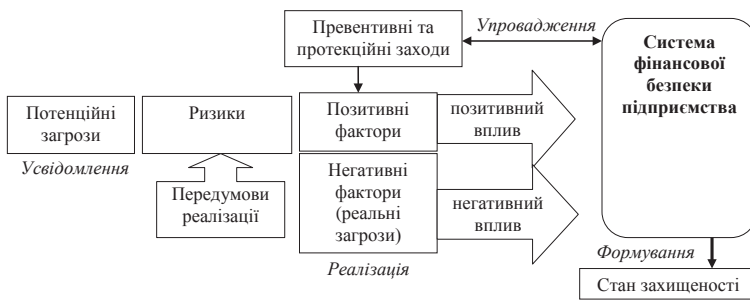 Превентивні та
протекційні заходи
Упровадження
Система
фінансової
безпеки
підприємства
Потенційні
загрози
Усвідомлення
Ризики
Передумови
реалізації
Позитивні
фактори
позитивний
вплив
Негативні
фактори
(реальні
загрози)
негативний
вплив
Реалізація
Формування
Стан захищеності